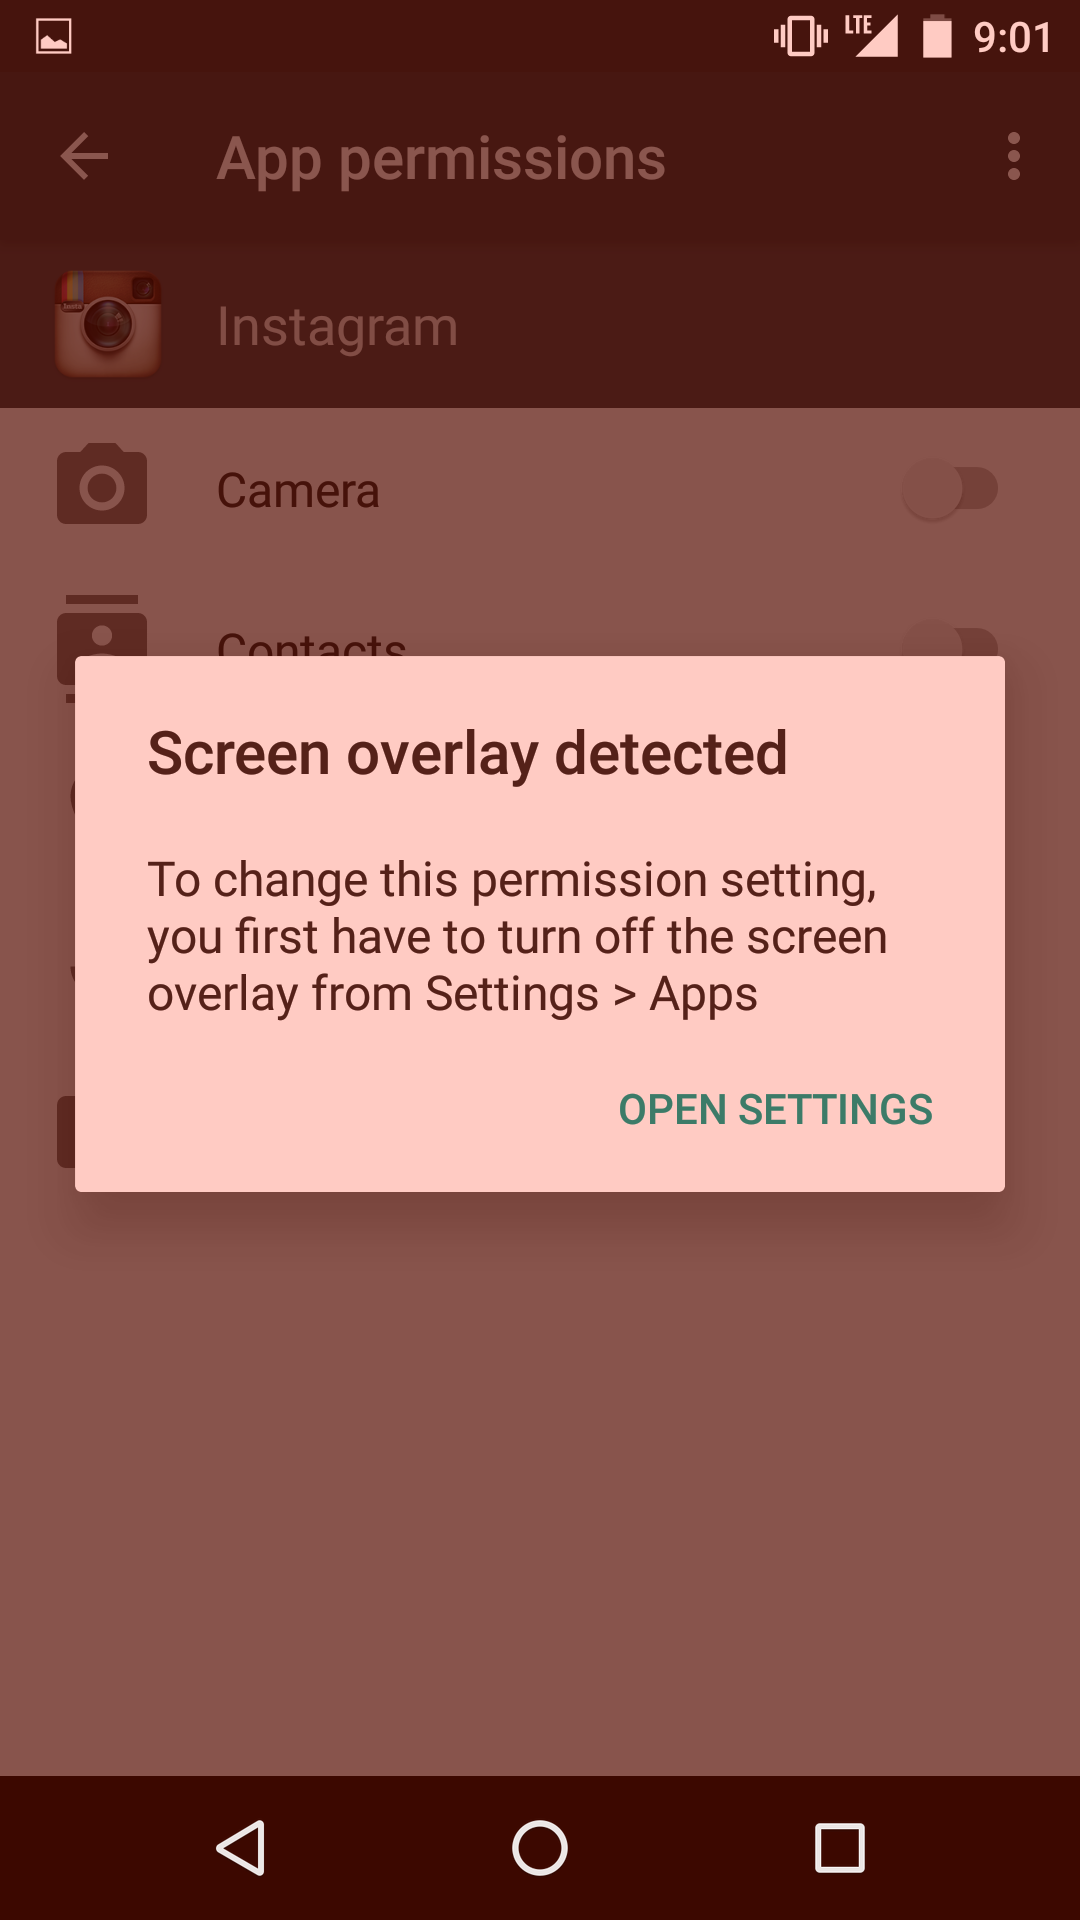 LTE 9:01
App permissions
Instagram
Camera
Contacts
Screen overlay detected
To change this permission setting,
you first have to turn off the screen
overlay from Settings > Apps
OPEN SETTINGS